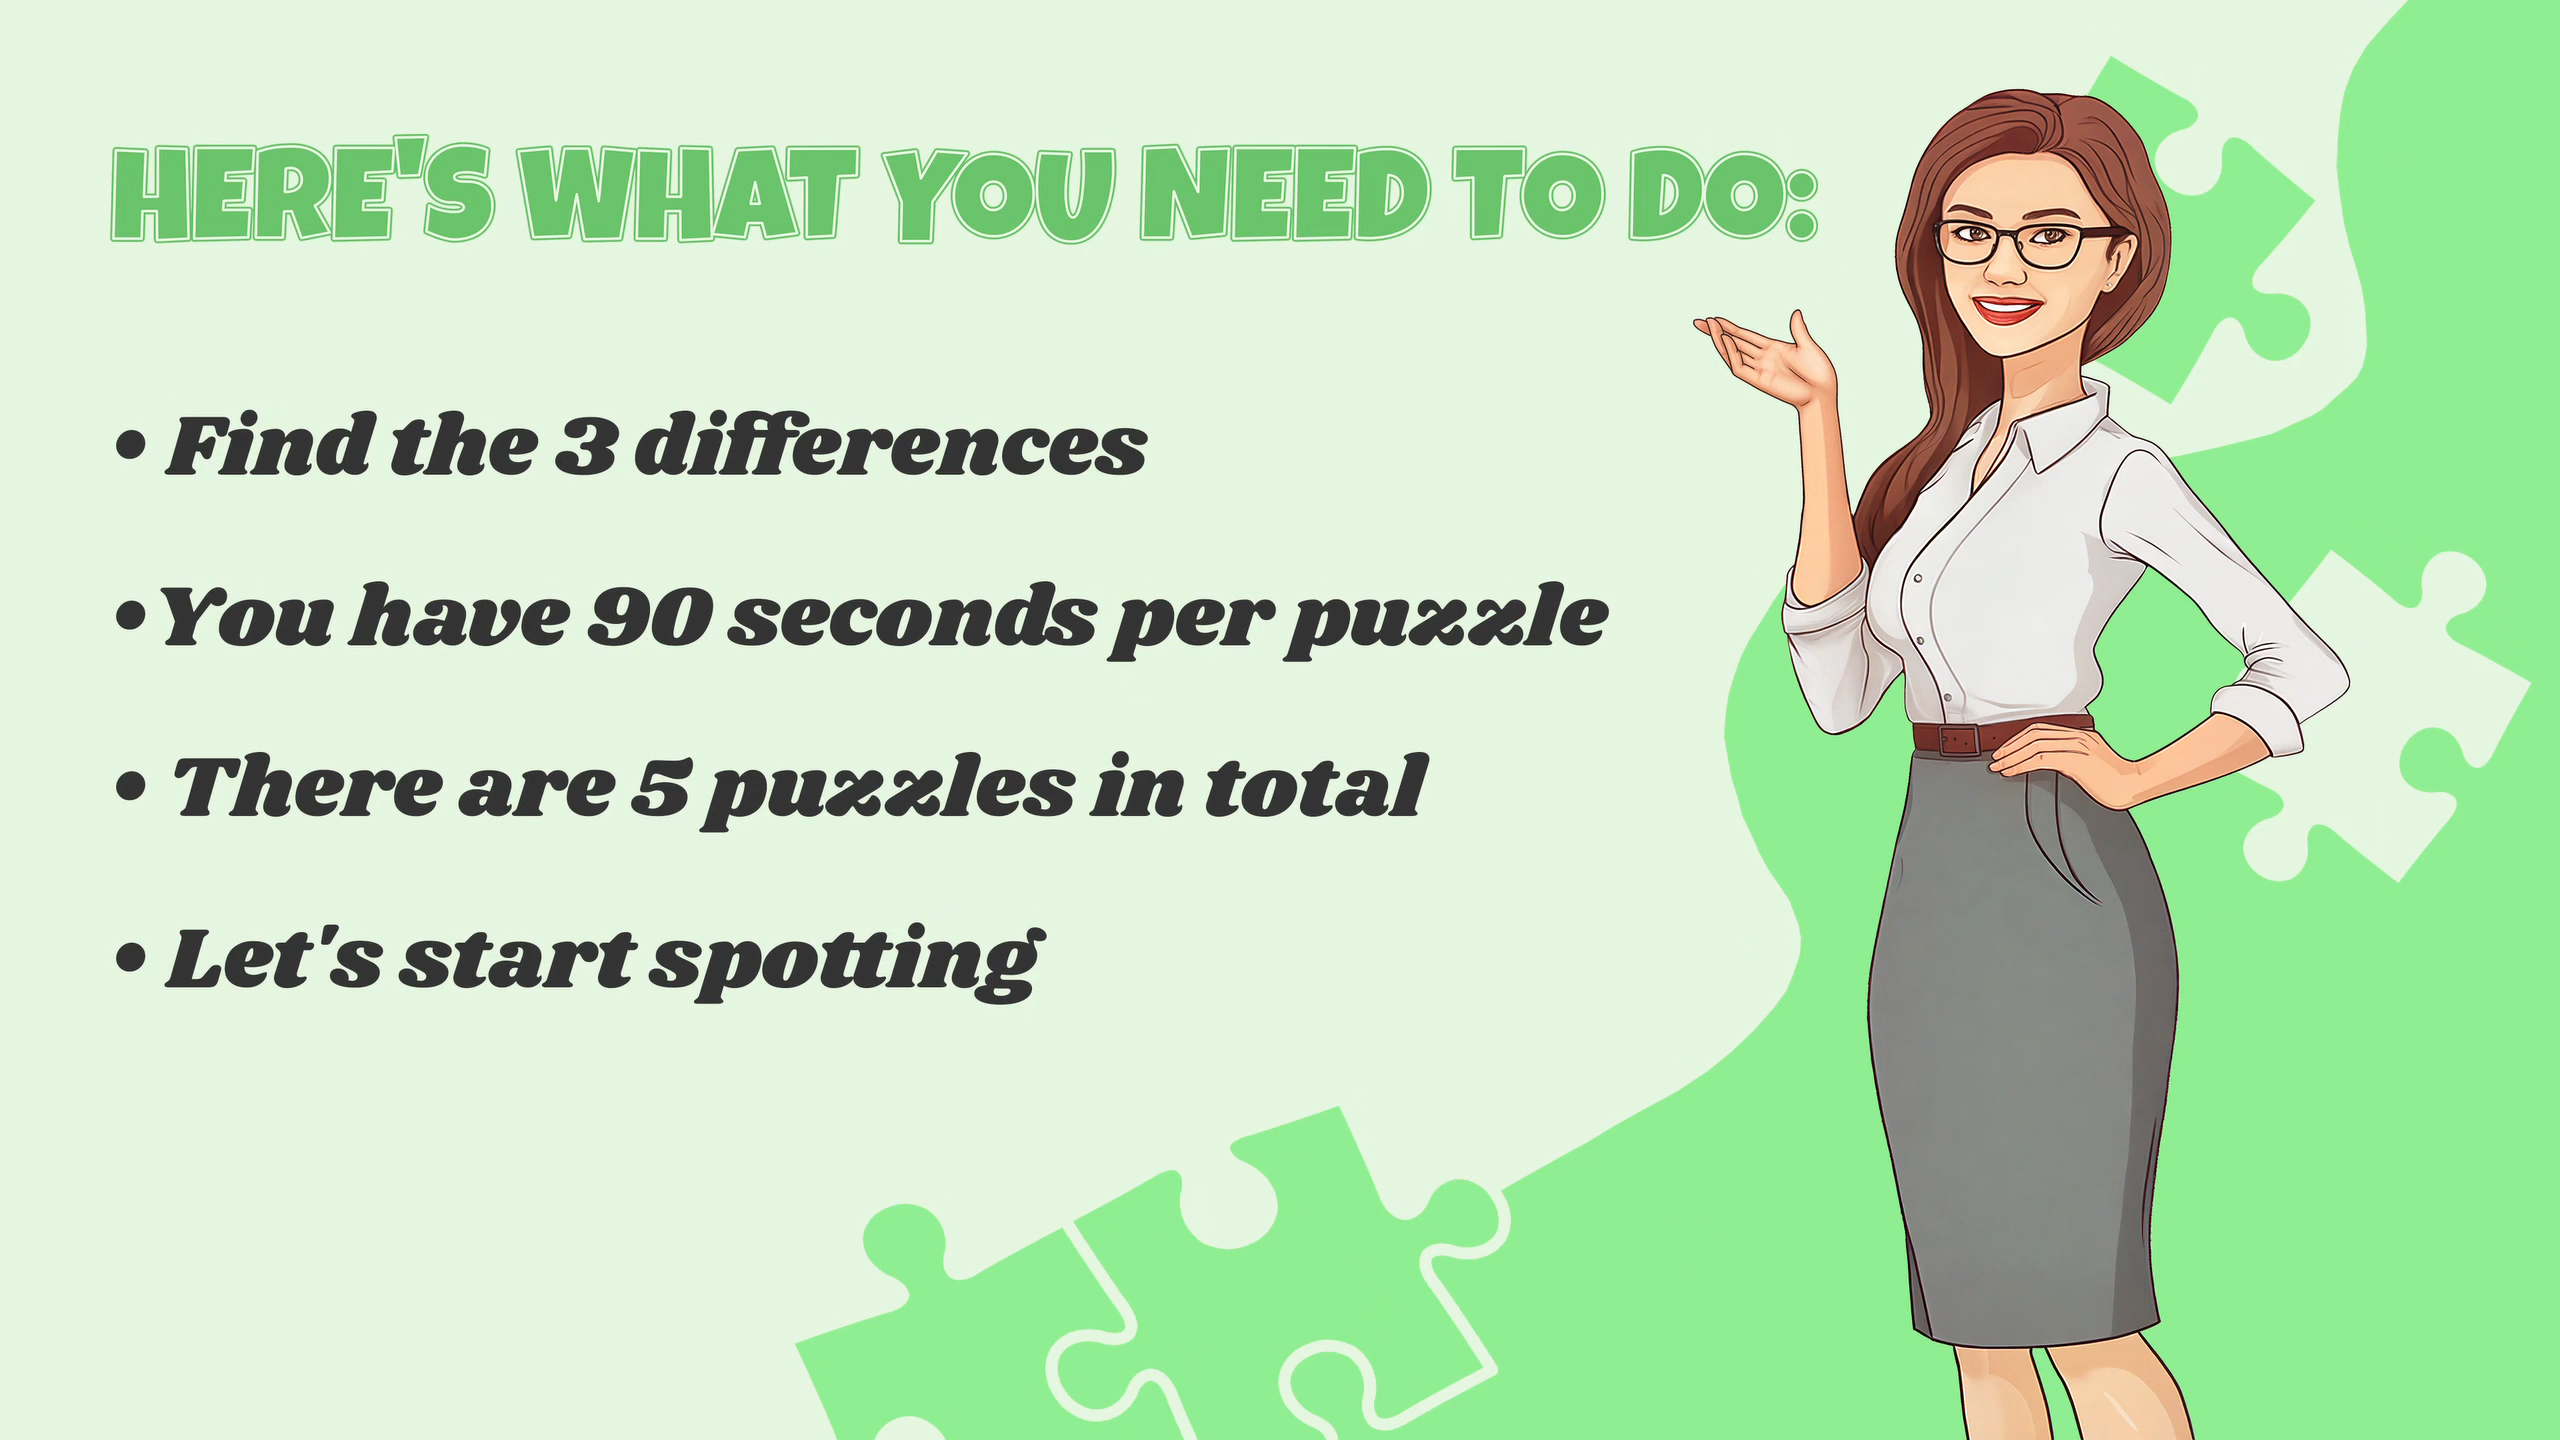 HERE'S WHAT YOU NEED TO DO:
• Find the 3 differences
• You have 90 seconds per puzzle
• There are 5 puzzles in total
• Let's start spotting